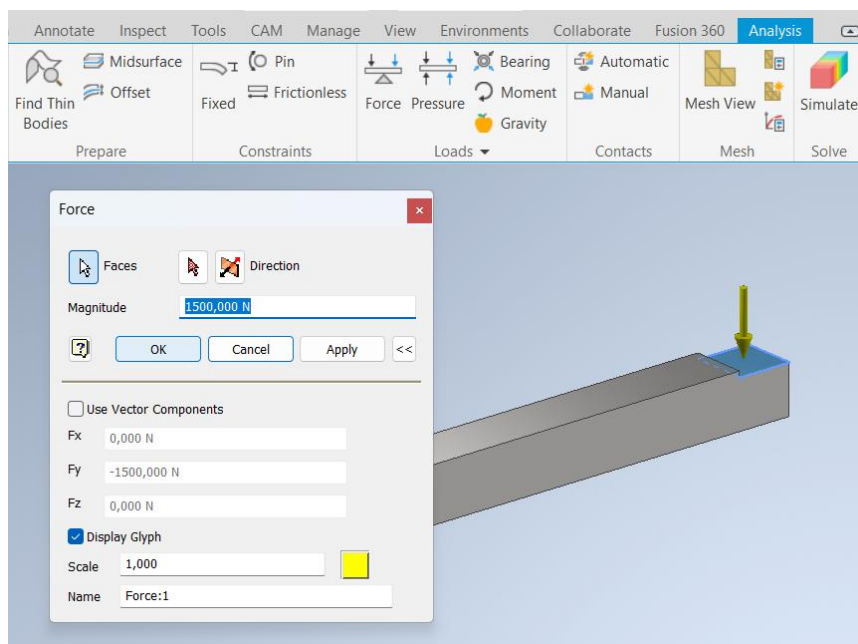 Annotate Inspect Tools CAM Manage View Environments Collaborate Fusion 360 Analysis
Find Thin Bodies
Midsurface
Offset
Prepare
Fixed
Pin
Frictionless
Constraints
Force
Pressure
Bearing
Moment
Gravity
Loads
Automatic
Manual
Contacts
Mesh View
Mesh
Simulate
Solve
Force
Faces
Direction
Magnitude 1500,000 N
OK Cancel Apply <<
Use Vector Components
Fx 0,000 N
Fy -1500,000 N
Fz 0,000 N
Display Glyph
Scale 1,000
Name Force:1